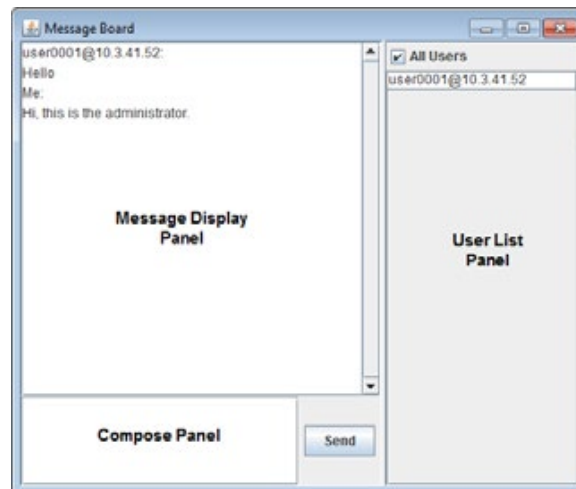 Message Board
user0001@10.3.41.52:
Hello
Me:
Hi, this is the administrator.
Message Display
Panel
Compose Panel
Send
All Users
user0001@10.3.41.52
User List
Panel